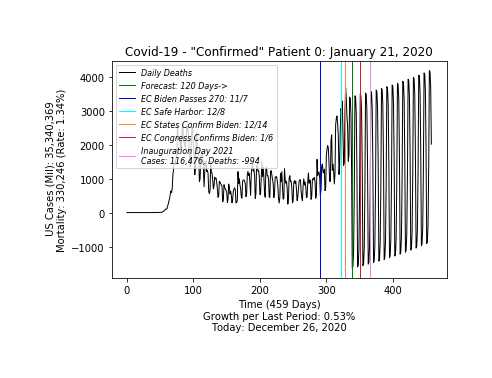 Covid-19 - "Confirmed" Patient 0: January 21, 2020
Daily Deaths
Forecast: 120 Days->
EC Biden Passes 270: 11/7
EC Safe Harbor: 12/8
EC States Confirm Biden: 12/14
EC Congress Confirms Biden: 1/6
Inauguration Day 2021
Cases: 116,476, Deaths: -994
4000
3000
2000
1000
0
−1000
US Cases (Mil): 35,340,369
Mortality: 330,246 (Rate: 1.34%)
0
100
200
300
400
Time (459 Days)
Growth per Last Period: 0.53%
Today: December 26, 2020